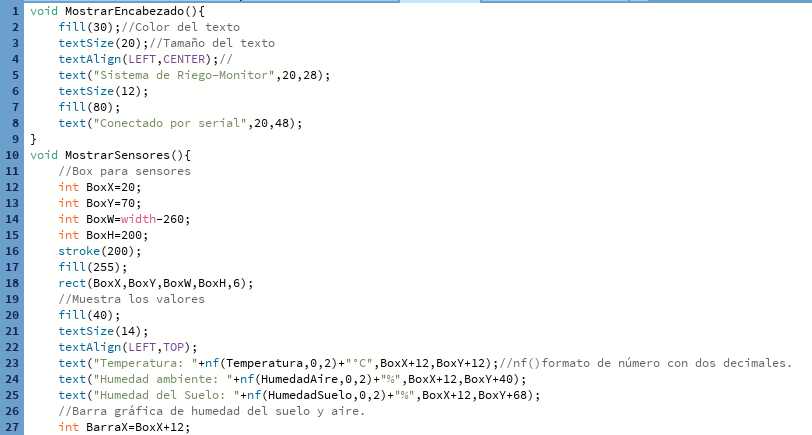 1 void MostrarEncabezado(){
2 fill(30);//Color del texto
3 textSize(20);//Tamaño del texto
4 textAlign(LEFT,CENTER);//
5 text("Sistema de Riego-Monitor",20,28);
6 textSize(12);
7 fill(80);
8 text("Conectado por serial",20,48);
9 }
10 void MostrarSensores(){
11 //Box para sensores
12 int BoxX=20;
13 int BoxY=70;
14 int BoxW=width-260;
15 int BoxH=200;
16 stroke(200);
17 fill(255);
18 rect(BoxX,BoxY,BoxW,BoxH,6);
19 //Muestra los valores
20 fill(40);
21 textSize(14);
22 textAlign(LEFT,TOP);
23 text("Temperatura: "+nf(Temperatura,0,2)+"°C",BoxX+12,BoxY+12);//nf()formato de número con dos decimales.
24 text("Humedad ambiente: "+nf(HumedadAire,0,2)+"%",BoxX+12,BoxY+40);
25 text("Humedad del Suelo: "+nf(HumedadSuelo,0,2)+"%",BoxX+12,BoxY+68);
26 //Barra gráfica de humedad del suelo y aire.
27 int BarraX=BoxX+12;